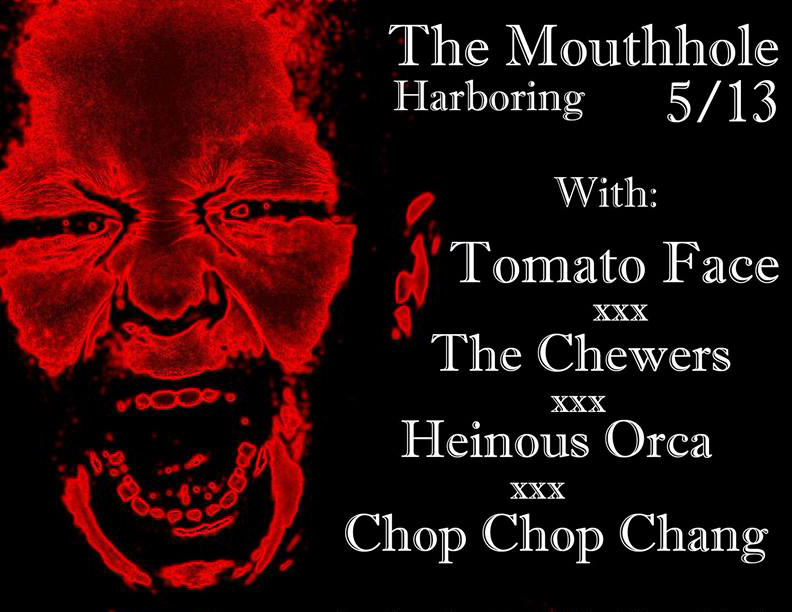 The Mouthhole
Harboring 5/13
With:
Tomato Face
xxx
The Chewers
xxx
Heinous Orca
xxx
Chop Chop Chang